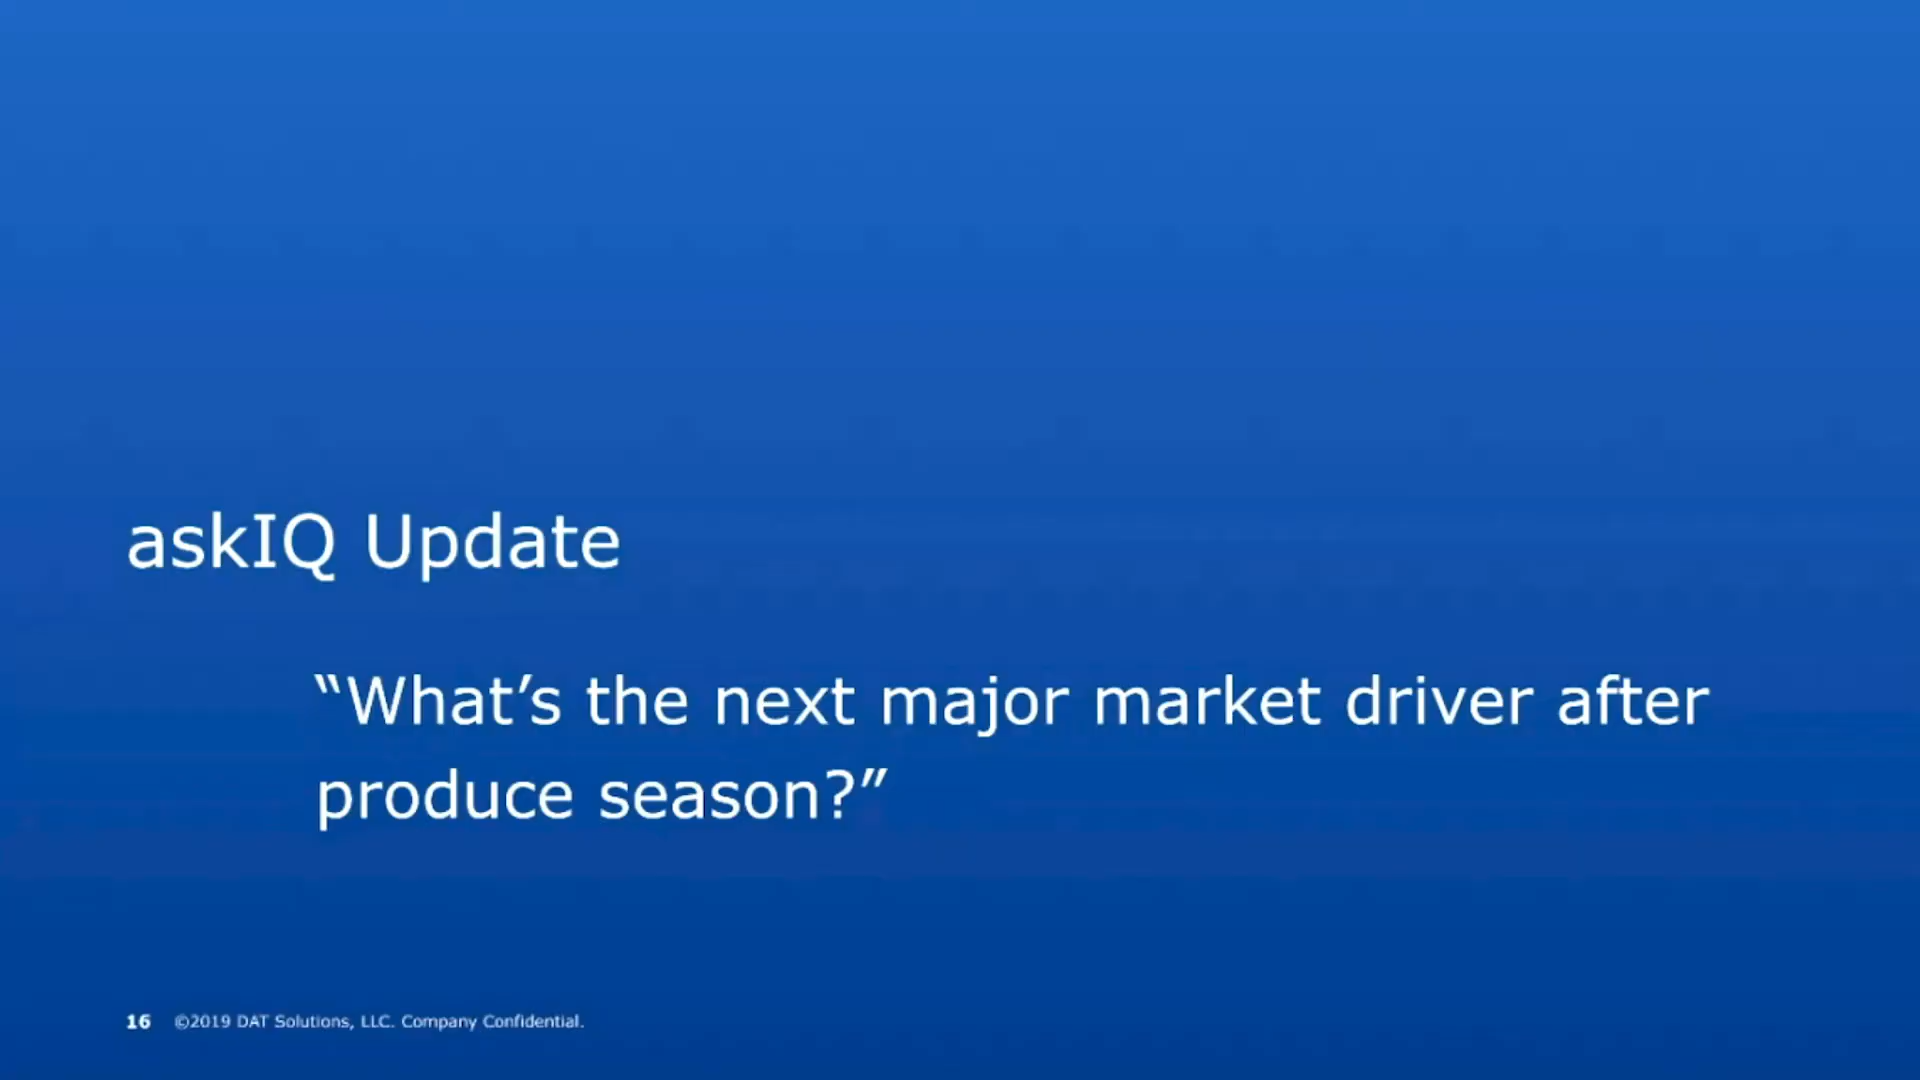 askIQ Update
“What’s the next major market driver after
produce season?”
16 ©2019 DAT Solutions, LLC. Company Confidential.